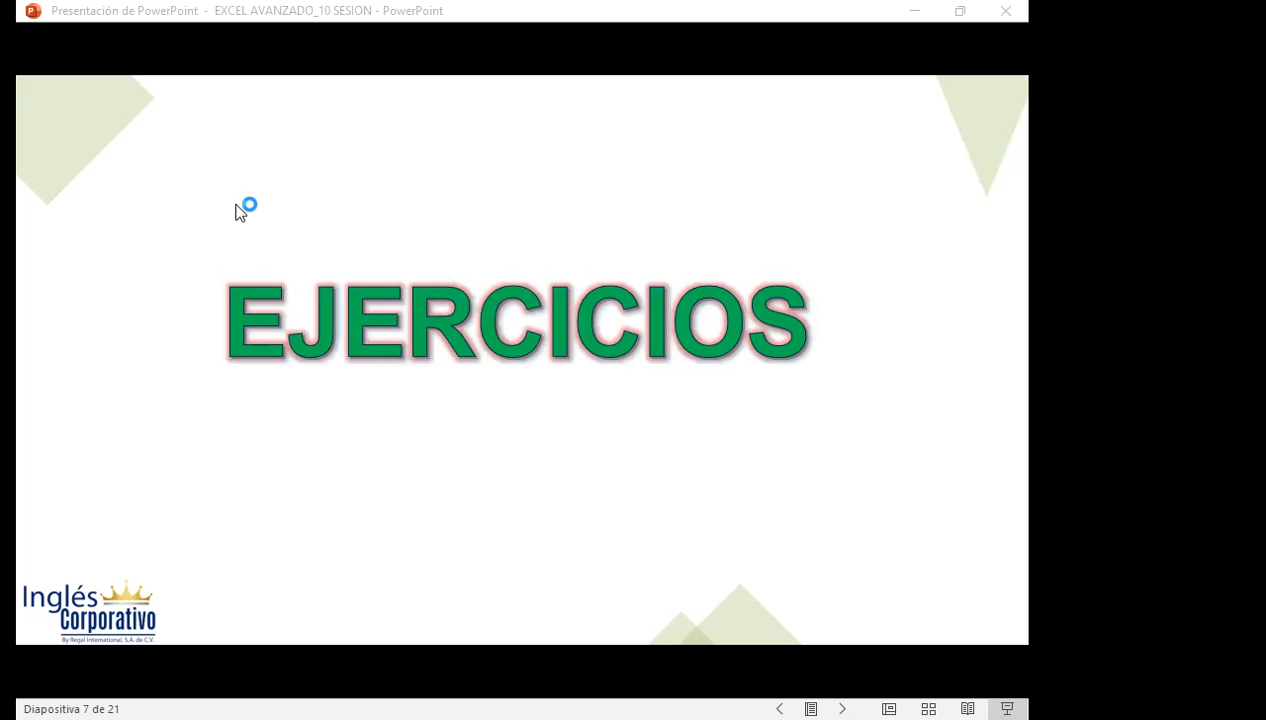 Presentación de PowerPoint - EXCEL AVANZADO_10 SESION - PowerPoint
EJERCICIOS
Inglés
Corporativo
By Regal International, S.A. de C.V.
Diapositiva 7 de 21